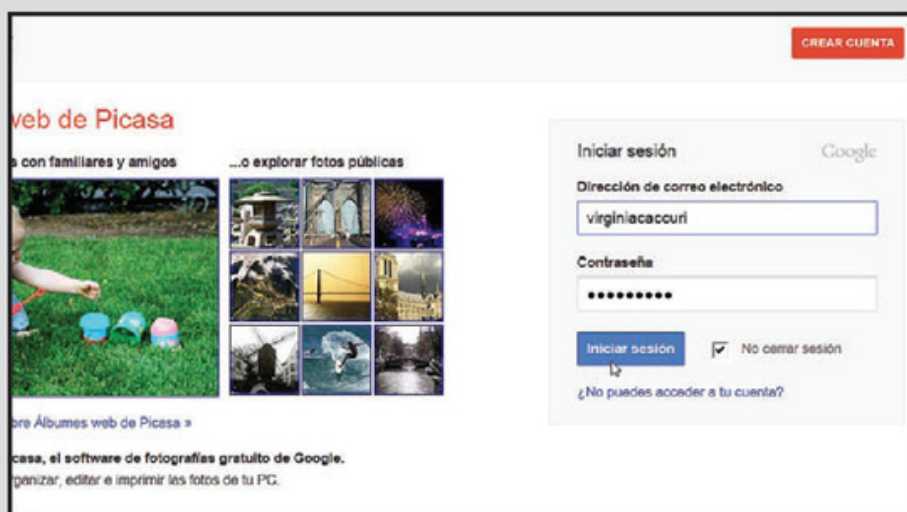 CREAR CUENTA
web de Picasa
s con familiares y amigos
...o explorar fotos públicas
Iniciar sesión
Google
Dirección de correo electrónico
virginiacaccuri
Contraseña
•••••••••
Iniciar sesión
No cerrar sesión
¿No puedes acceder a tu cuenta?
bre Álbumes web de Picasa »
casa, el software de fotografías gratuito de Google.
rganizar, editar e imprimir las fotos de tu PC.